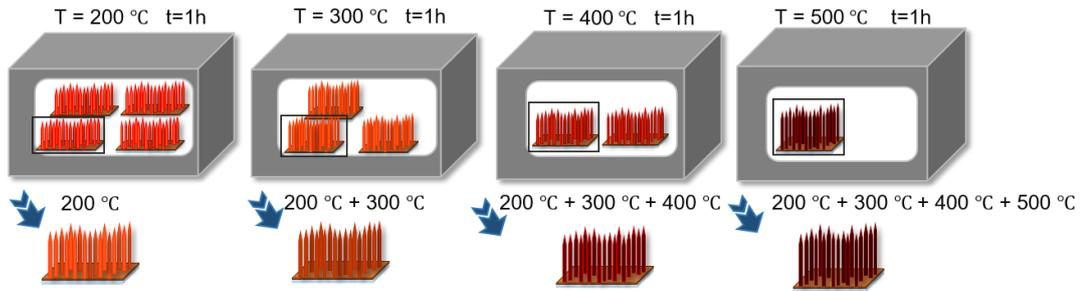 T = 200 ℃ t=1h
T = 300 ℃ t=1h
T = 400 ℃ t=1h
T = 500 ℃ t=1h
200 ℃
200 ℃ + 300 ℃
200 ℃ + 300 ℃ + 400 ℃
200 ℃ + 300 ℃ + 400 ℃ + 500 ℃